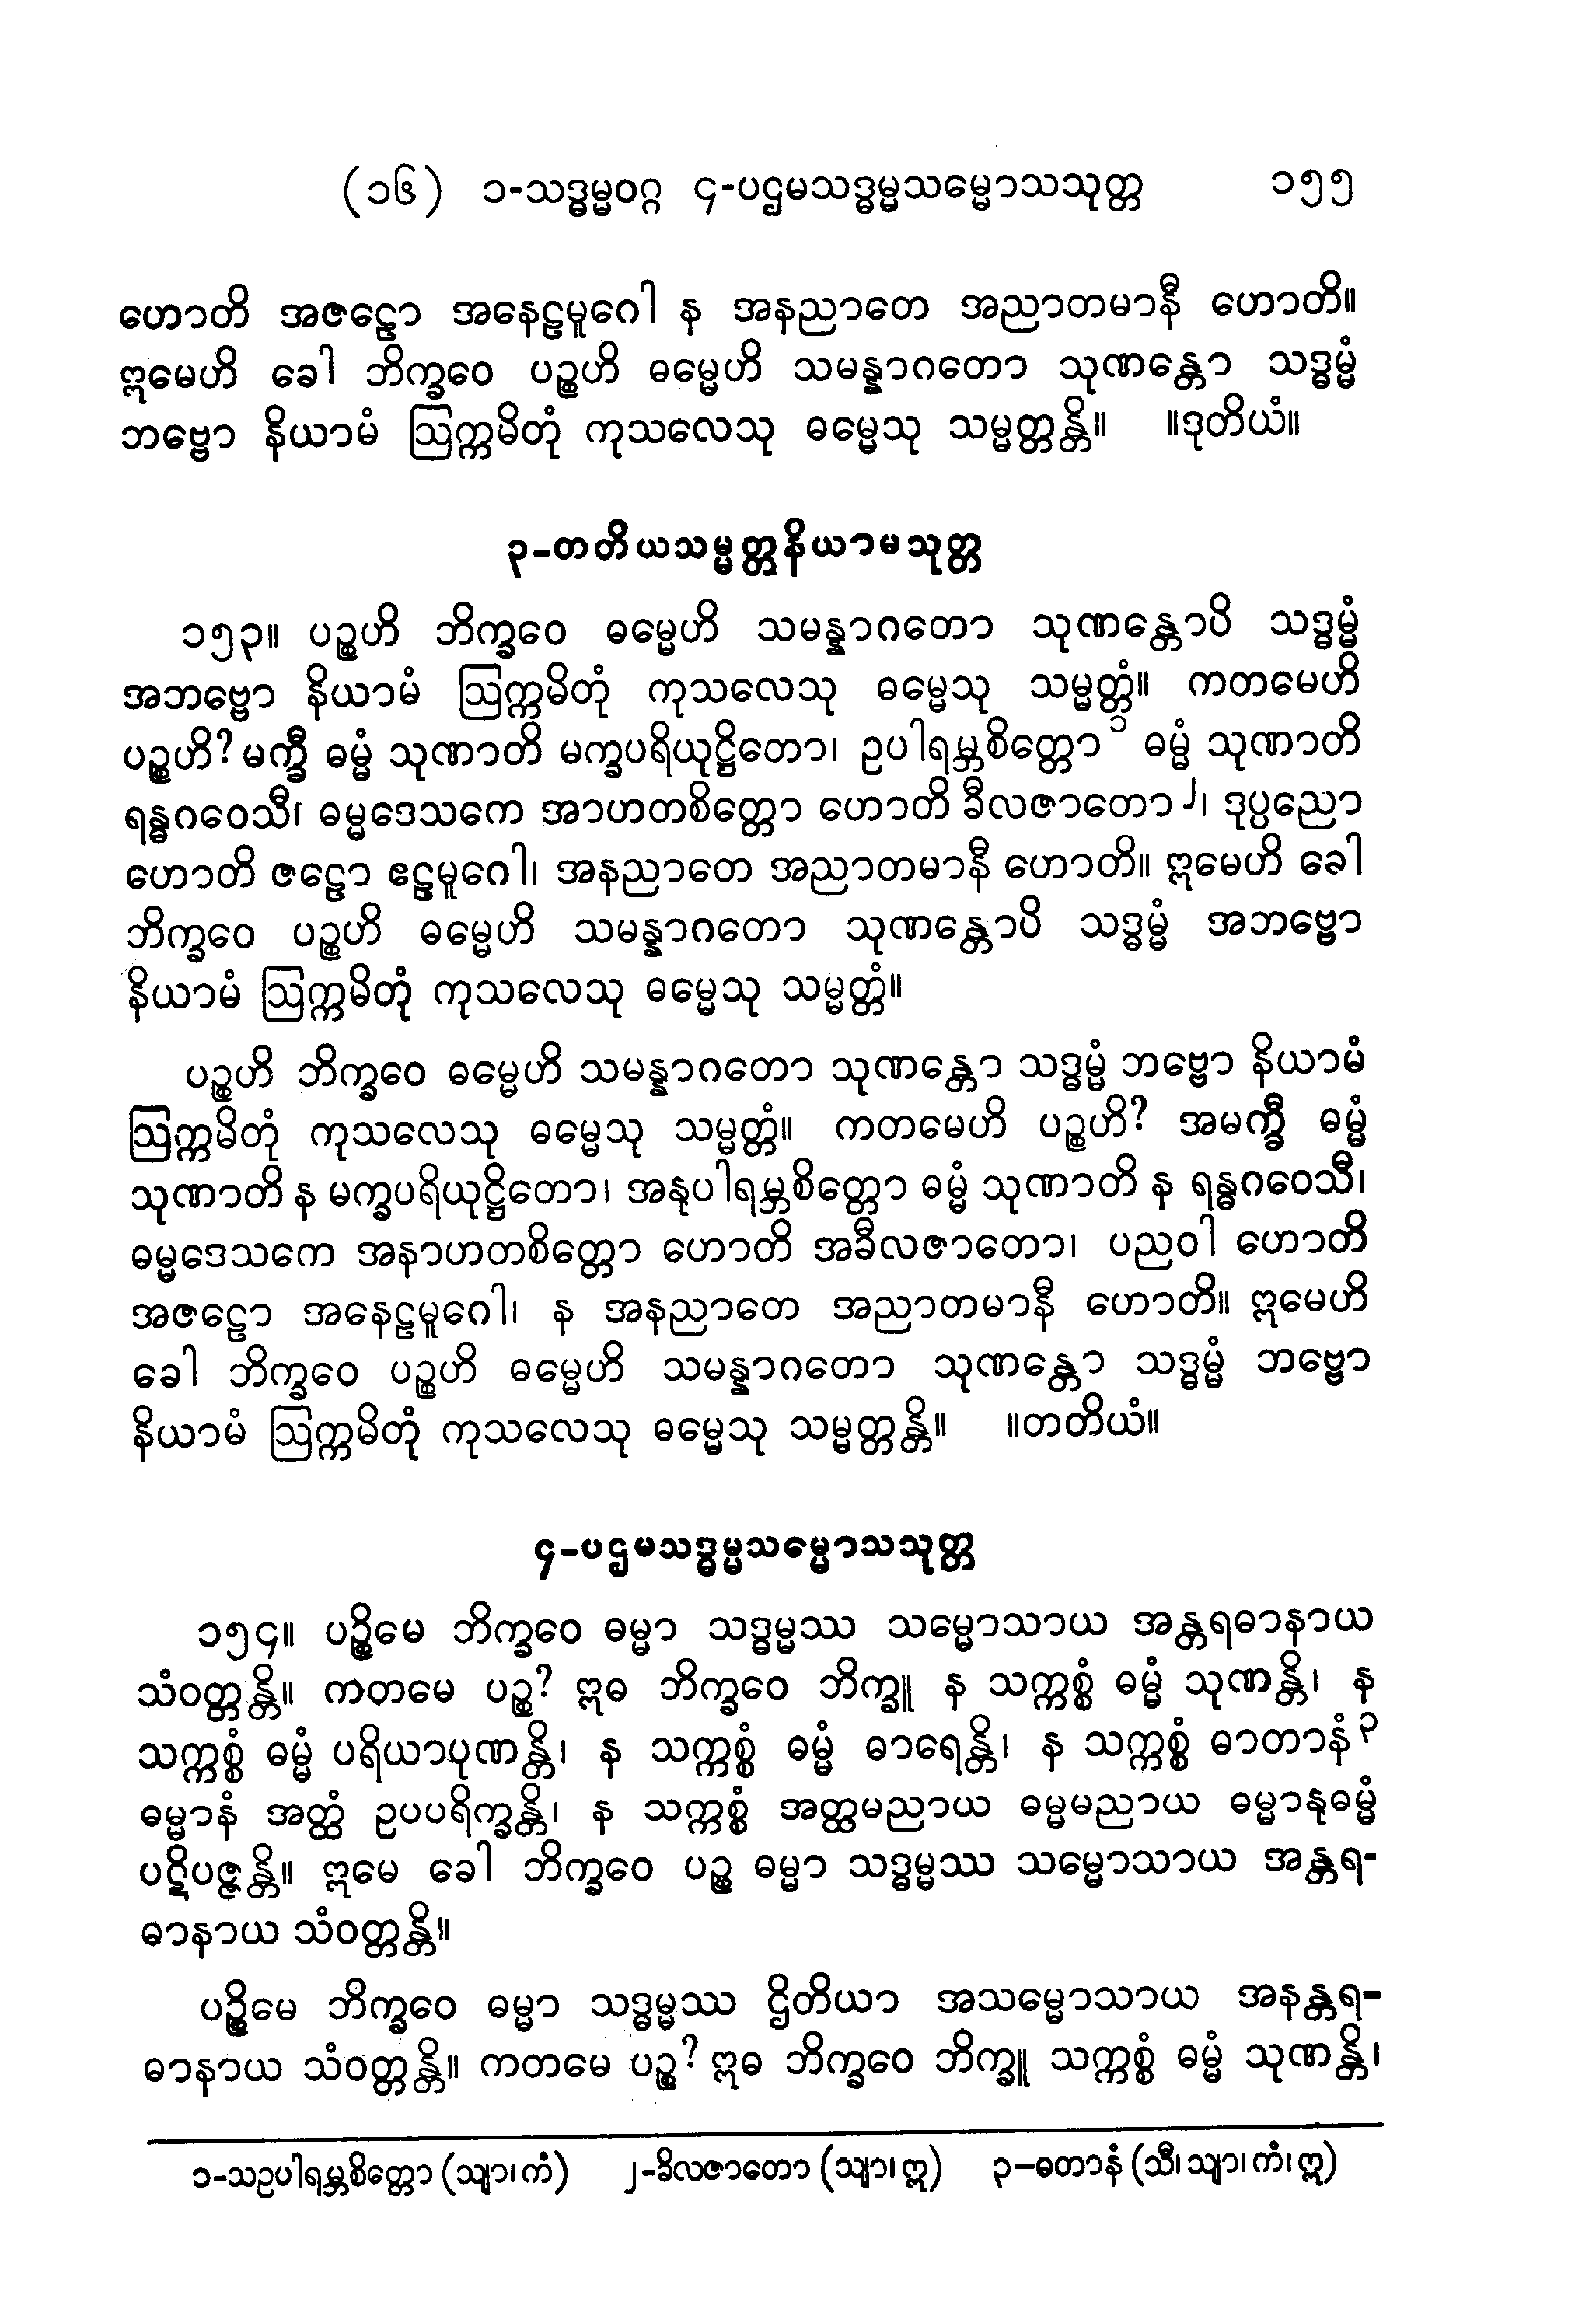 (၁၆) ၁-သဒ္ဓမ္မဝဂ္ဂ ၄-ပဌမသဒ္ဓမ္မသမ္မောသသုတ္တ ၁၅၅
ဟောတိ အဇဠော အနေဠမူဂေါ န အနညာတေ အညာတမာနီ ဟောတိ။
ဣမေဟိ ခေါ ဘိက္ခဝေ ပဉ္စဟိ ဓမ္မေဟိ သမန္နာဂတော သုဏန္တော သဒ္ဓမ္မံ
ဘဗ္ဗော နိယာမံ ဩက္ကမိတုံ ကုသလေသု ဓမ္မေသု သမ္မတ္တန္တိ။ ။ဒုတိယံ။
၃-တတိယသမ္မတ္တနိယာမသုတ္တ
၁၅၃။ ပဉ္စဟိ ဘိက္ခဝေ ဓမ္မေဟိ သမန္နာဂတော သုဏန္တောပိ သဒ္ဓမ္မံ
အဘဗ္ဗော နိယာမံ ဩက္ကမိတုံ ကုသလေသု ဓမ္မေသု သမ္မတ္တံ။ ကတမေဟိ
ပဉ္စဟိ? မက္ခီ ဓမ္မံ သုဏာတိ မက္ခပရိယုဋ္ဌိတော၊ ဥပါရမ္ဘစိတ္တော ၁ ဓမ္မံ သုဏာတိ
ရန္ဓဂဝေသီ၊ ဓမ္မဒေသကေ အာဟတစိတ္တော ဟောတိ ခီလဇာတော ၂၊ ဒုပ္ပညော
ဟောတိ ဇဠော ဧဠမူဂေါ၊ အနညာတေ အညာတမာနီ ဟောတိ။ ဣမေဟိ ခေါ
ဘိက္ခဝေ ပဉ္စဟိ ဓမ္မေဟိ သမန္နာဂတော သုဏန္တောပိ သဒ္ဓမ္မံ အဘဗ္ဗော
နိယာမံ ဩက္ကမိတုံ ကုသလေသု ဓမ္မေသု သမ္မတ္တံ။
ပဉ္စဟိ ဘိက္ခဝေ ဓမ္မေဟိ သမန္နာဂတော သုဏန္တော သဒ္ဓမ္မံ ဘဗ္ဗော နိယာမံ
ဩက္ကမိတုံ ကုသလေသု ဓမ္မေသု သမ္မတ္တံ။ ကတမေဟိ ပဉ္စဟိ? အမက္ခီ ဓမ္မံ
သုဏာတိ န မက္ခပရိယုဋ္ဌိတော၊ အနုပါရမ္ဘစိတ္တော ဓမ္မံ သုဏာတိ န ရန္ဓဂဝေသီ၊
ဓမ္မဒေသကေ အနာဟတစိတ္တော ဟောတိ အခီလဇာတော၊ ပညဝါ ဟောတိ
အဇဠော အနေဠမူဂေါ၊ န အနညာတေ အညာတမာနီ ဟောတိ။ ဣမေဟိ
ခေါ ဘိက္ခဝေ ပဉ္စဟိ ဓမ္မေဟိ သမန္နာဂတော သုဏန္တော သဒ္ဓမ္မံ ဘဗ္ဗော
နိယာမံ ဩက္ကမိတုံ ကုသလေသု ဓမ္မေသု သမ္မတ္တန္တိ။ ။တတိယံ။
၄-ပဌမသဒ္ဓမ္မသမ္မောသသုတ္တ
၁၅၄။ ပဉ္စိမေ ဘိက္ခဝေ ဓမ္မာ သဒ္ဓမ္မဿ သမ္မောသာယ အန္တရဓာနာယ
သံဝတ္တန္တိ။ ကတမေ ပဉ္စ? ဣဓ ဘိက္ခဝေ ဘိက္ခူ န သက္ကစ္စံ ဓမ္မံ သုဏန္တိ၊ န
သက္ကစ္စံ ဓမ္မံ ပရိယာပုဏန္တိ၊ န သက္ကစ္စံ ဓမ္မံ ဓာရေန္တိ၊ န သက္ကစ္စံ ဓာတာနံ ၃
ဓမ္မာနံ အတ္ထံ ဥပပရိက္ခန္တိ၊ န သက္ကစ္စံ အတ္ထမညာယ ဓမ္မမညာယ ဓမ္မာနုဓမ္မံ
ပဋိပဇ္ဇန္တိ။ ဣမေ ခေါ ဘိက္ခဝေ ပဉ္စ ဓမ္မာ သဒ္ဓမ္မဿ သမ္မောသာယ အန္တရ-
ဓာနာယ သံဝတ္တန္တိ။
ပဉ္စိမေ ဘိက္ခဝေ ဓမ္မာ သဒ္ဓမ္မဿ ဌိတိယာ အသမ္မောသာယ အနန္တရ-
ဓာနာယ သံဝတ္တန္တိ။ ကတမေ ပဉ္စ? ဣဓ ဘိက္ခဝေ ဘိက္ခူ သက္ကစ္စံ ဓမ္မံ သုဏန္တိ၊
၁-သဥပါရမ္ဘစိတ္တော (သျာ၊ကံ) ၂-ခိလဇာတော (သျာ၊ဣ) ၃-ဓတာနံ (သီ၊သျာ၊ကံ၊ဣ)